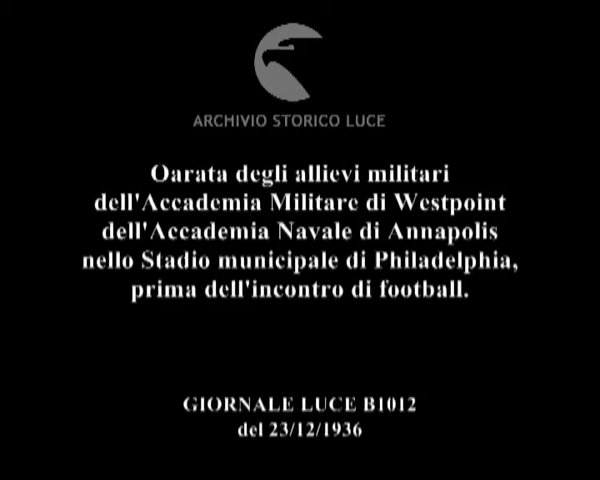 ARCHIVIO STORICO LUCE
Oarata degli allievi militari
dell'Accademia Militare di Westpoint
dell'Accademia Navale di Annapolis
nello Stadio municipale di Philadelphia,
prima dell'incontro di football.
GIORNALE LUCE B1012
del 23/12/1936